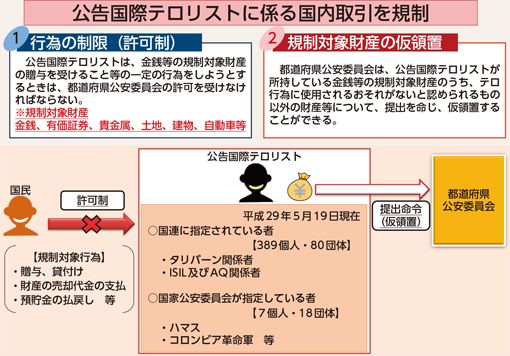 公告国際テロリストに係る国内取引を規制
1 行為の制限（許可制）
公告国際テロリストは、金銭等の規制対象財産
の贈与を受けること等の一定の行為をしようとす
るときは、都道府県公安委員会の許可を受けなけ
ればならない。
※規制対象財産
金銭、有価証券、貴金属、土地、建物、自動車等
2 規制対象財産の仮領置
都道府県公安委員会は、公告国際テロリストが
所持している金銭等の規制対象財産のうち、テロ
行為に使用されるおそれがないと認められるもの
以外の財産等について、提出を命じ、仮領置する
ことができる。
国民
許可制
【規制対象行為】
・贈与、貸付け
・財産の売却代金の支払
・預貯金の払戻し　等
公告国際テロリスト
¥
平成29年5月19日現在
○国連に指定されている者
【389個人・80団体】
・タリバーン関係者
・ISIL及びAQ関係者
○国家公安委員会が指定している者
【7個人・18団体】
・ハマス
・コロンビア革命軍　等
提出命令
（仮領置）
都道府県
公安委員会